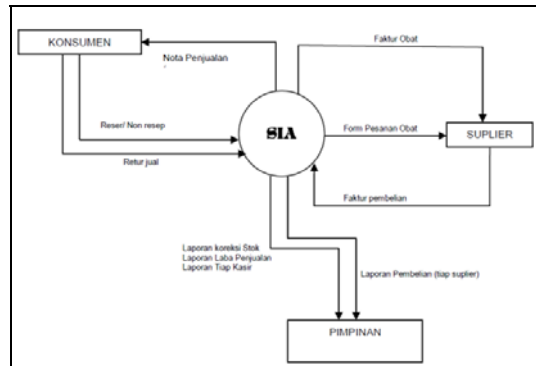 KONSUMEN
Nota Penjualan
Faktur Obat
SIA
Form Pesanan Obat
SUPLIER
Reser/ Non resep
Retur jual
Faktur pembelian
Laporan koreksi Stok
Laporan Laba Penjualan
Laporan Tiap Kasir
Laporan Pembelian (tiap suplier)
PIMPINAN